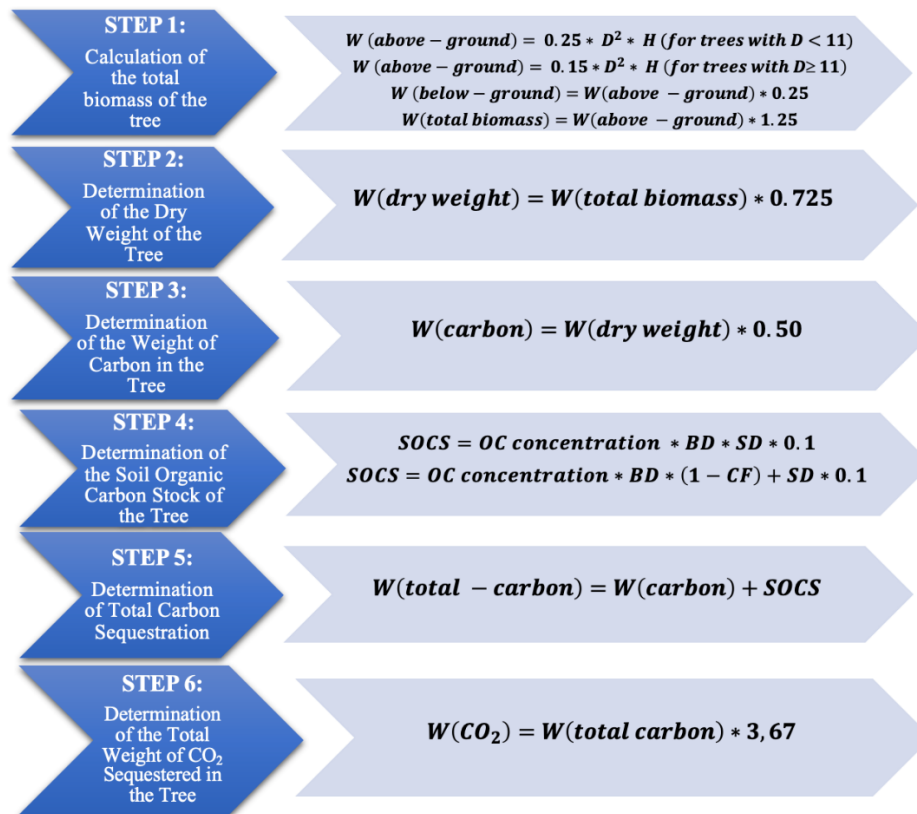 STEP 1:
Calculation of
the total
biomass of the
tree
W (above − ground) = 0.25 * D² * H (for trees with D < 11)
W (above − ground) = 0.15 * D² * H (for trees with D≥ 11)
W (below − ground) = W(above − ground) * 0.25
W(total biomass) = W(above − ground) * 1.25
STEP 2:
Determination
of the Dry
Weight of the
Tree
W(dry weight) = W(total biomass) * 0.725
STEP 3:
Determination
of the Weight of
Carbon in the
Tree
W(carbon) = W(dry weight) * 0.50
STEP 4:
Determination of
the Soil Organic
Carbon Stock of
the Tree
SOCS = OC concentration * BD * SD * 0.1
SOCS = OC concentration * BD * (1 − CF) + SD * 0.1
STEP 5:
Determination
of Total Carbon
Sequestration
W(total − carbon) = W(carbon) + SOCS
STEP 6:
Determination
of the Total
Weight of CO₂
Sequestered in
the Tree
W(CO₂) = W(total carbon) * 3,67